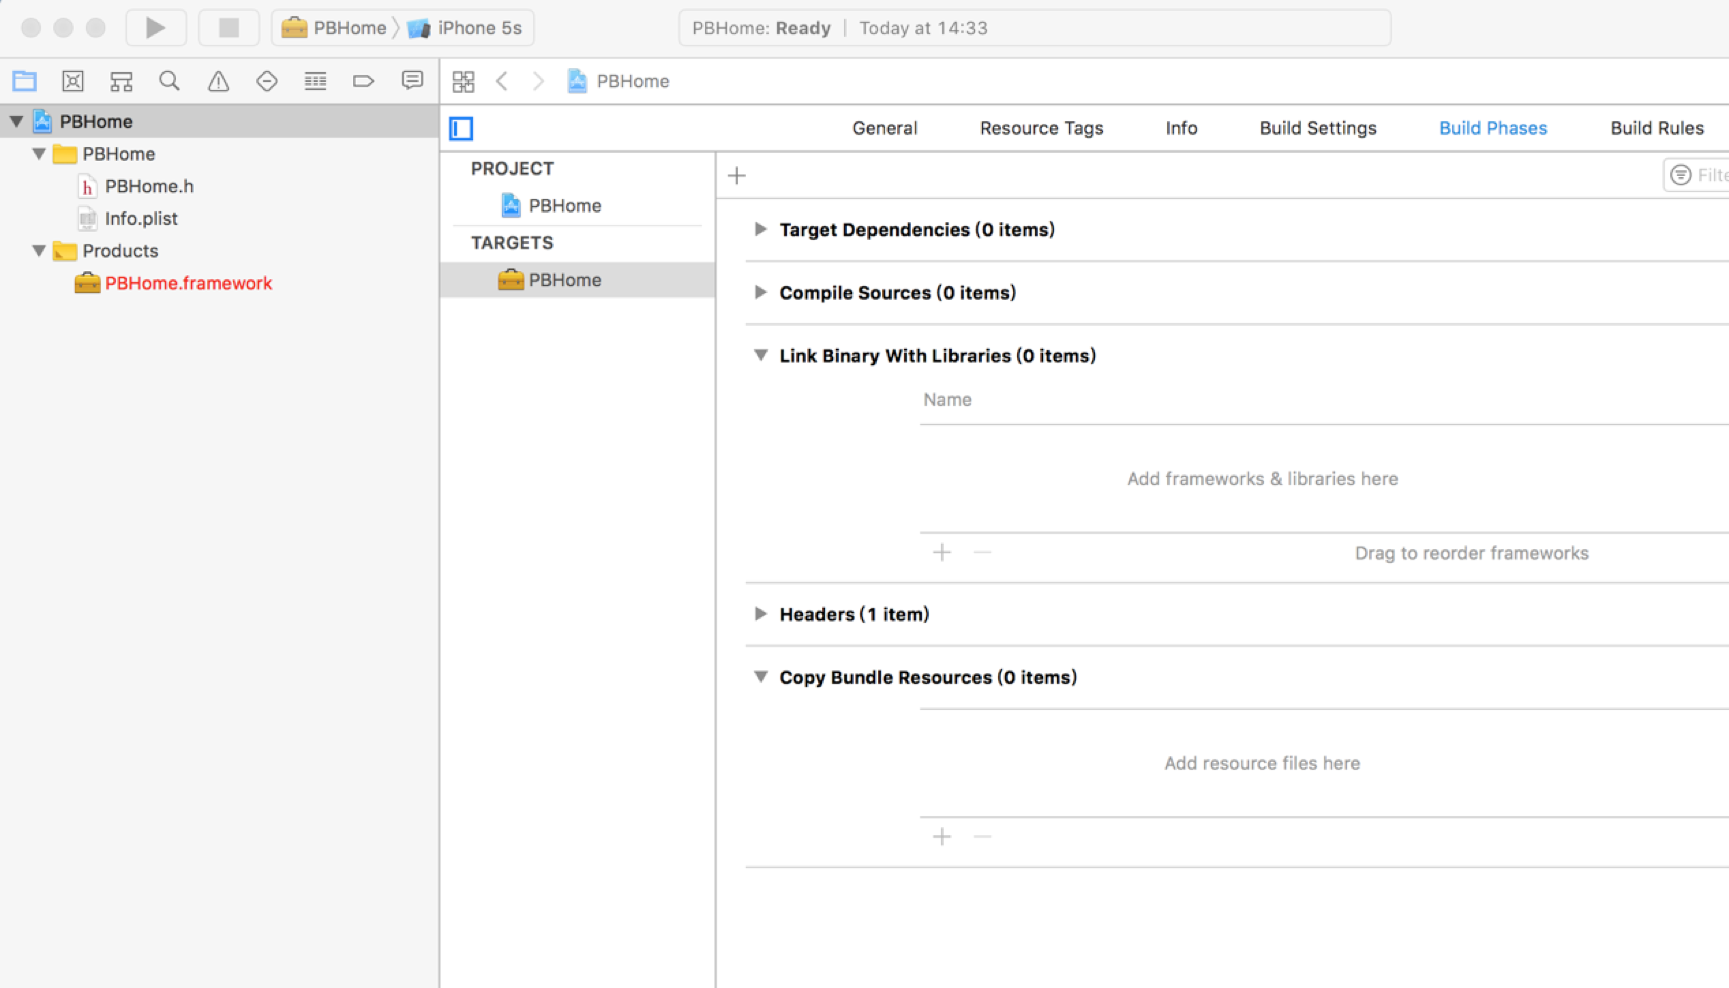 PBHome iPhone 5s
PBHome: Ready | Today at 14:33
PBHome
PBHome
PBHome
h PBHome.h
Info.plist
Products
PBHome.framework
General Resource Tags Info Build Settings Build Phases Build Rules
PROJECT
PBHome
TARGETS
PBHome
Filte
Target Dependencies (0 items)
Compile Sources (0 items)
Link Binary With Libraries (0 items)
Name
Add frameworks & libraries here
Drag to reorder frameworks
Headers (1 item)
Copy Bundle Resources (0 items)
Add resource files here